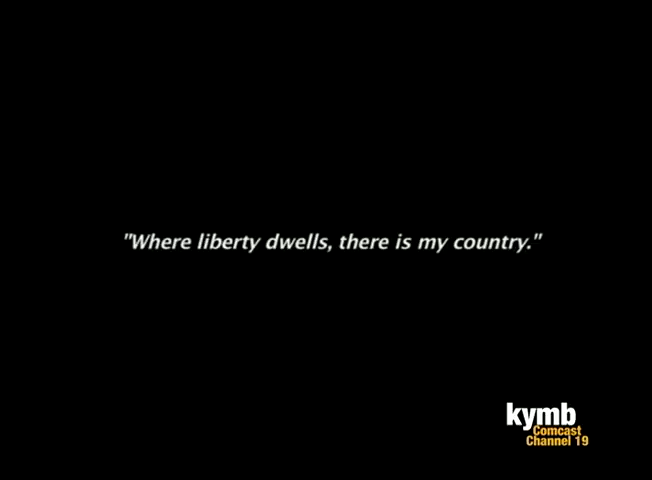 "Where liberty dwells, there is my country."
kymb
Comcast
Channel 19